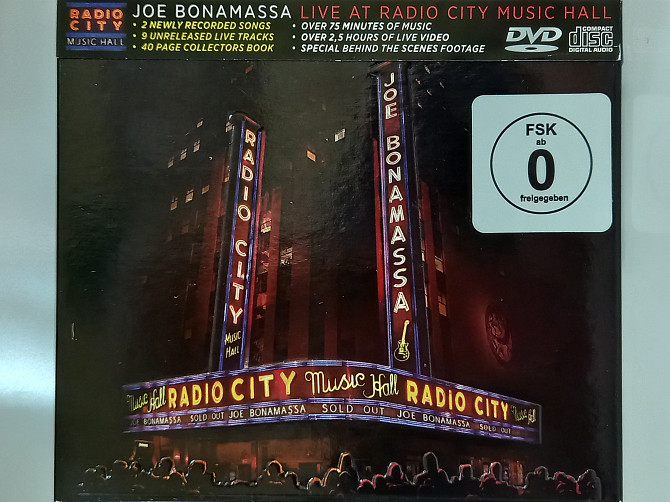 RADIO
CITY
MUSIC HALL
JOE BONAMASSA LIVE AT RADIO CITY MUSIC HALL
• 2 NEWLY RECORDED SONGS
• 9 UNRELEASED LIVE TRACKS
• 40 PAGE COLLECTORS BOOK
• OVER 75 MINUTES OF MUSIC
• OVER 2,5 HOURS OF LIVE VIDEO
• SPECIAL BEHIND THE SCENES FOOTAGE
DVD
COMPACT
disc
DIGITAL AUDIO
FSK
ab
0
freigegeben
RADIO CITY
Music
Hall
JOE BONAMASSA
Music Hall RADIO CITY Music Hall RADIO CITY Music Hall
JOE BONAMASSA SOLD OUT JOE BONAMASSA SOLD OUT JOE BONAMASSA SOLD OUT